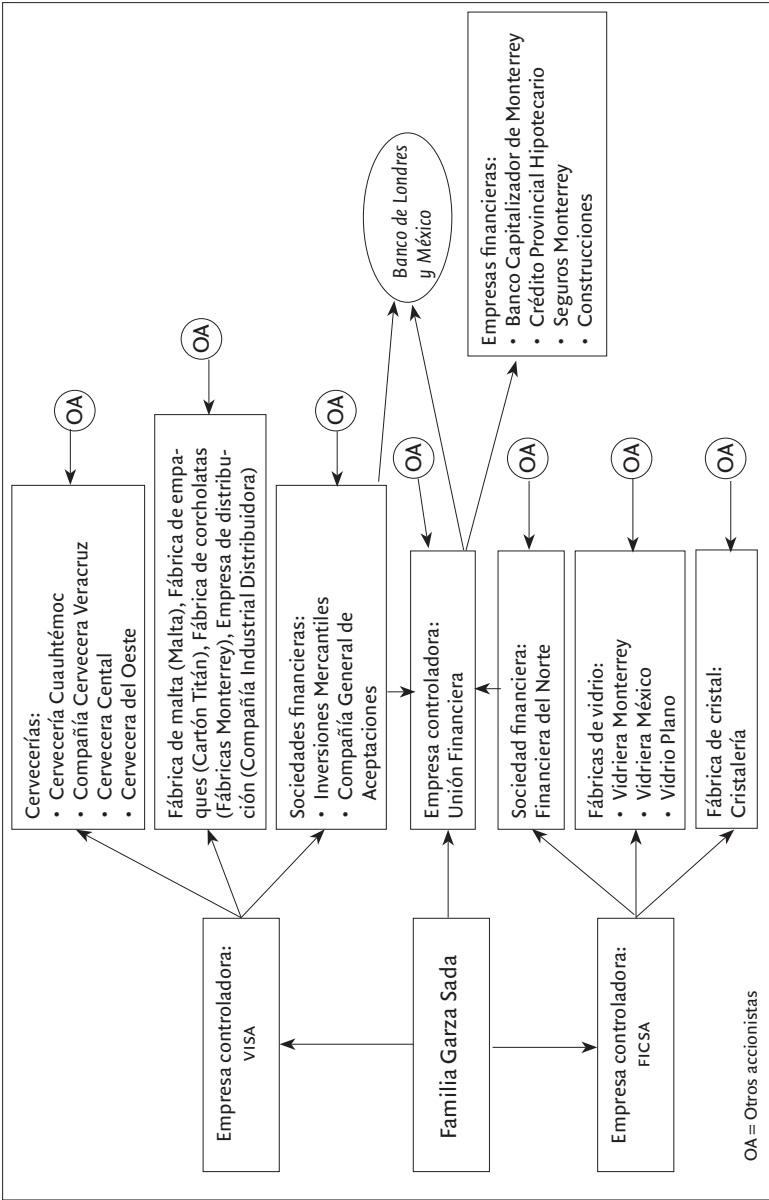 Cervecerías:
• Cervecería Cuauhtémoc
• Compañía Cervecera Veracruz
• Cervecera Cental
• Cervecera del Oeste
OA
Fábrica de malta (Malta), Fábrica de empa-
ques (Cartón Titán), Fábrica de corcholatas
(Fábricas Monterrey), Empresa de distribu-
ción (Compañía Industrial Distribuidora)
OA
Empresa controladora:
VISA
Sociedades financieras:
• Inversiones Mercantiles
• Compañía General de
Aceptaciones
OA
Banco de Londres
y México
Familia Garza Sada
Empresa controladora:
Unión Financiera
OA
Empresas financieras:
• Banco Capitalizador de Monterrey
• Crédito Provincial Hipotecario
• Seguros Monterrey
• Construcciones
Empresa controladora:
FICSA
Sociedad financiera:
Financiera del Norte
OA
Fábricas de vidrio:
• Vidriera Monterrey
• Vidriera México
• Vidrio Plano
OA
Fábrica de cristal:
Cristalería
OA
OA = Otros accionistas